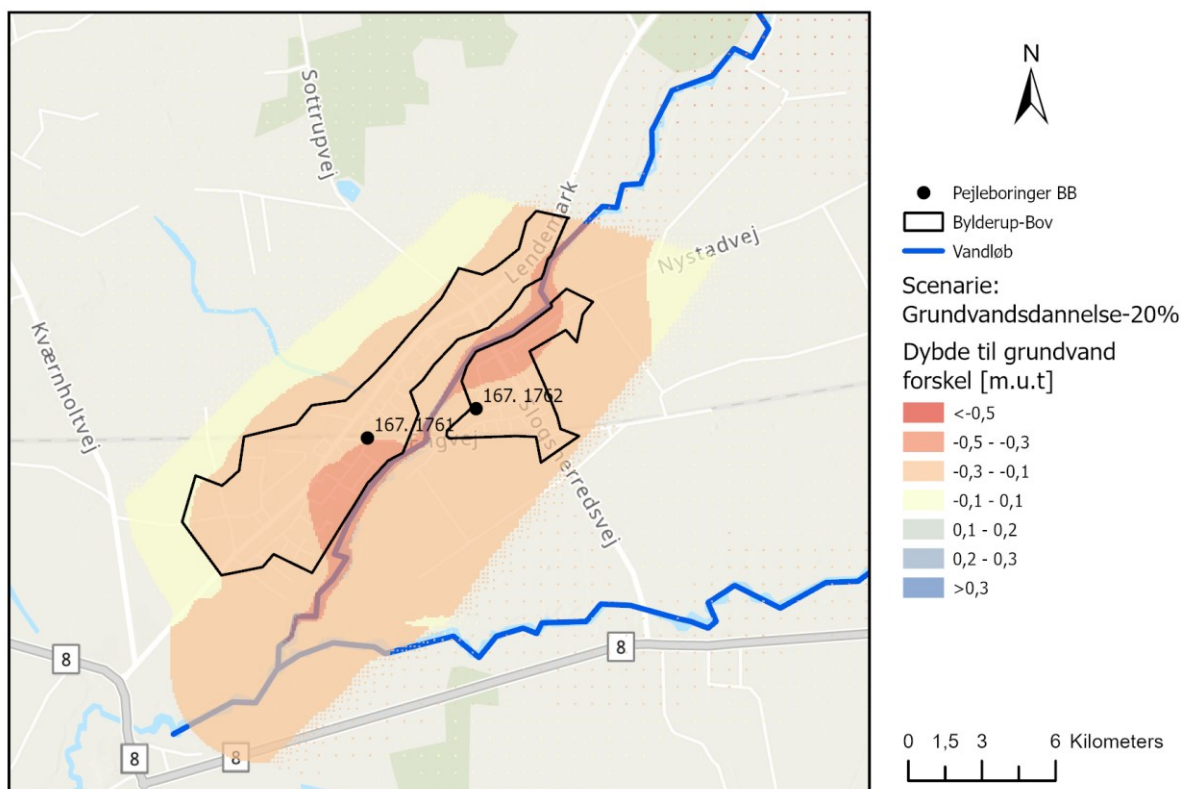 Sottrupvej
Lendemark
Nystadvej
Kværnholtvej
167. 1762
167. 1761
Slogsherredsvej
8
8
8
8
N
Pejleboringer BB
Bylderup-Bov
Vandløb
Scenarie:
Grundvandsdannelse-20%
Dybde til grundvand
forskel [m.u.t]
<-0,5
-0,5 - -0,3
-0,3 - -0,1
-0,1 - 0,1
0,1 - 0,2
0,2 - 0,3
>0,3
0 1,5 3 6 Kilometers